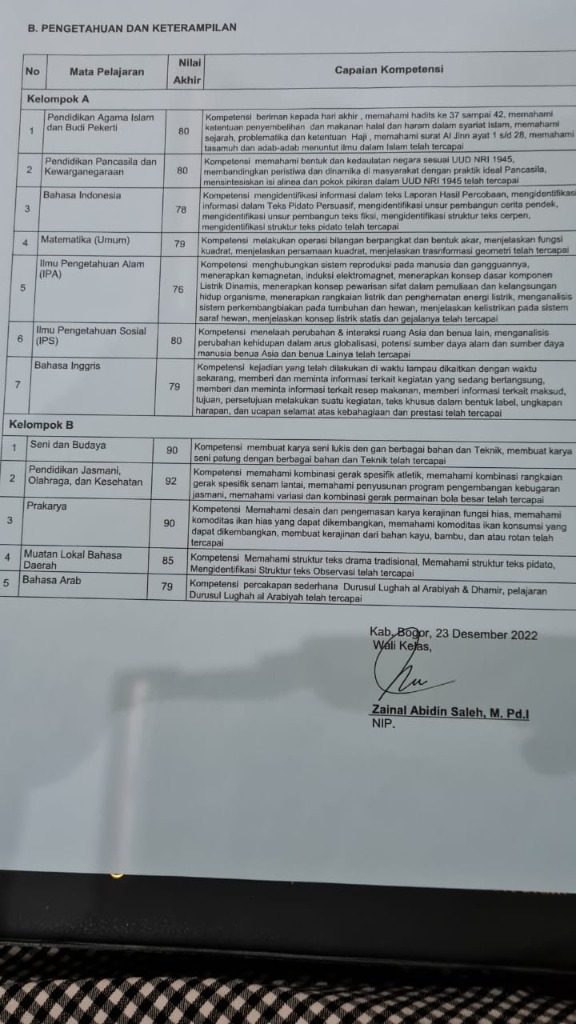 B. PENGETAHUAN DAN KETERAMPILAN
No Mata Pelajaran Nilai Akhir Capaian Kompetensi
Kelompok A
1 Pendidikan Agama Islam dan Budi Pekerti 80 Kompetensi beriman kepada hari akhir , memahami hadits ke 37 sampai 42, memahami
ketentuan penyembelihan dan makanan halal dan haram dalam syariat Islam, memahami
sejarah, problematika dan ketentuan Haji , memahami surat Al Jinn ayat 1 s/d 28, memahami
tasamuh dan adab-adab menuntut ilmu dalam Islam telah tercapai
2 Pendidikan Pancasila dan Kewarganegaraan 80 Kompetensi memahami bentuk dan kedaulatan negara sesuai UUD NRI 1945,
membandingkan peristiwa dan dinamika di masyarakat dengan praktik ideal Pancasila,
mensintesiskan isi alinea dan pokok pikiran dalam UUD NRI 1945 telah tercapai
3 Bahasa Indonesia 78 Kompetensi mengidentifikasi informasi dalam teks Laporan Hasil Percobaan, mengidentifikasi
informasi dalam Teks Pidato Persuasif, mengidentifikasi unsur pembangun cerita pendek,
mengidentifikasi unsur pembangun teks fiksi, mengidentifikasi struktur teks cerpen,
mengidentifikasi struktur teks pidato telah tercapai
4 Matematika (Umum) 79 Kompetensi melakukan operasi bilangan berpangkat dan bentuk akar, menjelaskan fungsi
kuadrat, menjelaskan persamaan kuadrat, menjelaskan trasnformasi geometri telah tercapai
5 Ilmu Pengetahuan Alam (IPA) 76 Kompetensi menghubungkan sistem reproduksi pada manusia dan gangguannya,
menerapkan kemagnetan, induksi elektromagnet, menerapkan konsep dasar komponen
Listrik Dinamis, menerapkan konsep pewarisan sifat dalam pemuliaan dan kelangsungan
hidup organisme, menerapkan rangkaian listrik dan penghematan energi listrik, menganalisis
sistem perkembangbiakan pada tumbuhan dan hewan, menjelaskan kelistrikan pada sistem
saraf hewan, menjelaskan konsep listrik statis dan gejalanya telah tercapai
6 Ilmu Pengetahuan Sosial (IPS) 80 Kompetensi menelaah perubahan & interaksi ruang Asia dan benua lain, menganalisis
perubahan kehidupan dalam arus globalisasi, potensi sumber daya alam dan sumber daya
manusia benua Asia dan benua Lainya telah tercapai
7 Bahasa Inggris 79 Kompetensi kejadian yang telah dilakukan di waktu lampau dikaitkan dengan waktu
sekarang, memberi dan meminta informasi terkait kegiatan yang sedang berlangsung,
memberi dan meminta informasi terkait resep makanan, memberi informasi terkait maksud,
tujuan, persetujuan melakukan suatu kegiatan, teks khusus dalam bentuk label, ungkapan
harapan, dan ucapan selamat atas kebahagiaan dan prestasi telah tercapai
Kelompok B
1 Seni dan Budaya 90 Kompetensi membuat karya seni lukis den gan berbagai bahan dan Teknik, membuat karya
seni patung dengan berbagai bahan dan Teknik telah tercapai
2 Pendidikan Jasmani, Olahraga, dan Kesehatan 92 Kompetensi memahami kombinasi gerak spesifik atletik, memahami kombinasi rangkaian
gerak spesifik senam lantai, memahami penyusunan program pengembangan kebugaran
jasmani, memahami variasi dan kombinasi gerak permainan bola besar telah tercapai
3 Prakarya 90 Kompetensi Memahami desain dan pengemasan karya kerajinan fungsi hias, memahami
komoditas ikan hias yang dapat dikembangkan, memahami komoditas ikan konsumsi yang
dapat dikembangkan, membuat kerajinan dari bahan kayu, bambu, dan atau rotan telah
tercapai
4 Muatan Lokal Bahasa Daerah 85 Kompetensi Memahami struktur teks drama tradisional, Memahami struktur teks pidato,
Mengidentifikasi Struktur teks Observasi telah tercapai
5 Bahasa Arab 79 Kompetensi percakapan sederhana Durusul Lughah al Arabiyah & Dhamir, pelajaran
Durusul Lughah al Arabiyah telah tercapai
Kab. Bogor, 23 Desember 2022
Wali Kelas,
Zainal Abidin Saleh, M. Pd.I
NIP.